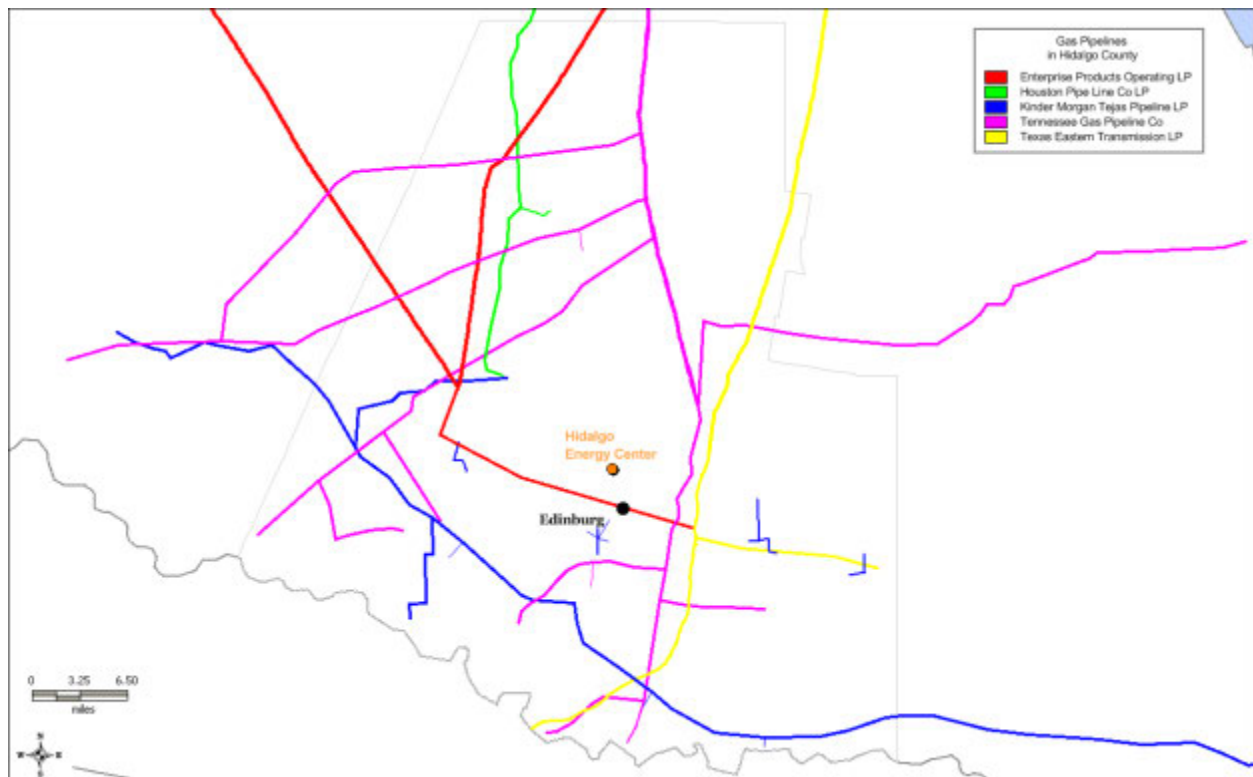 Gas Pipelines
in Hidalgo County
Enterprise Products Operating LP
Houston Pipe Line Co LP
Kinder Morgan Tejas Pipeline LP
Tennessee Gas Pipeline Co
Texas Eastern Transmission LP
Hidalgo
Energy Center
Edinburg
0 3.25 6.50
miles
N
W E
S